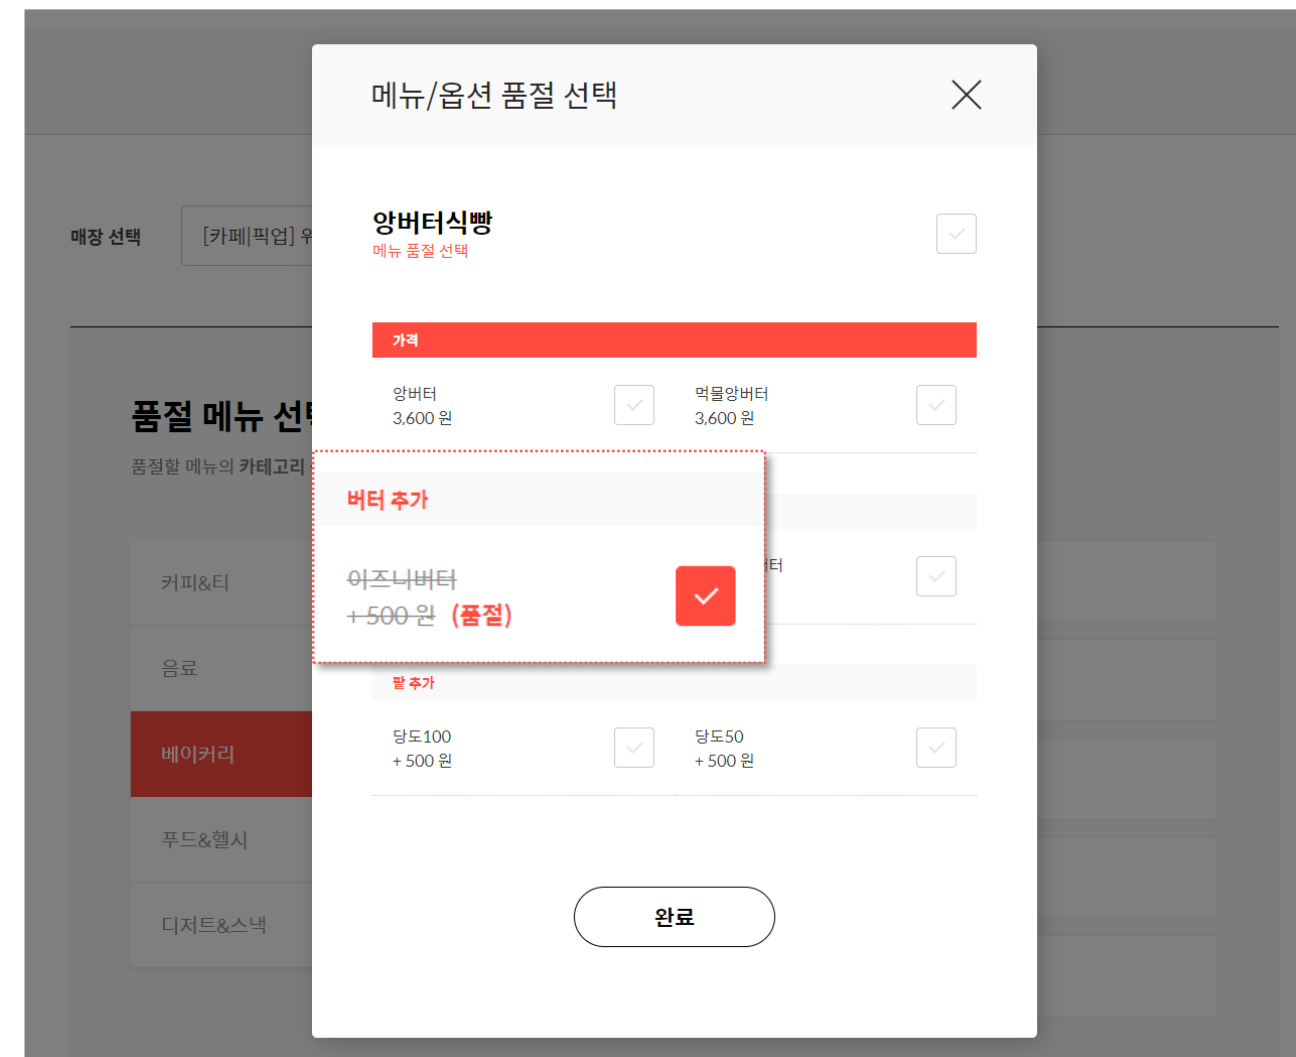 메뉴/옵션 품절 선택
매장 선택
[카페|픽업]
앙버터식빵
메뉴 품절 선택
가격
앙버터
3,600 원
먹물앙버터
3,600 원
품절 메뉴 선
품절할 메뉴의 카테고리
버터 추가
이즈니버터
+ 500 원 (품절)
터
팥 추가
당도100
+ 500 원
당도50
+ 500 원
커피&티
음료
베이커리
푸드&헬시
디저트&스낵
완료